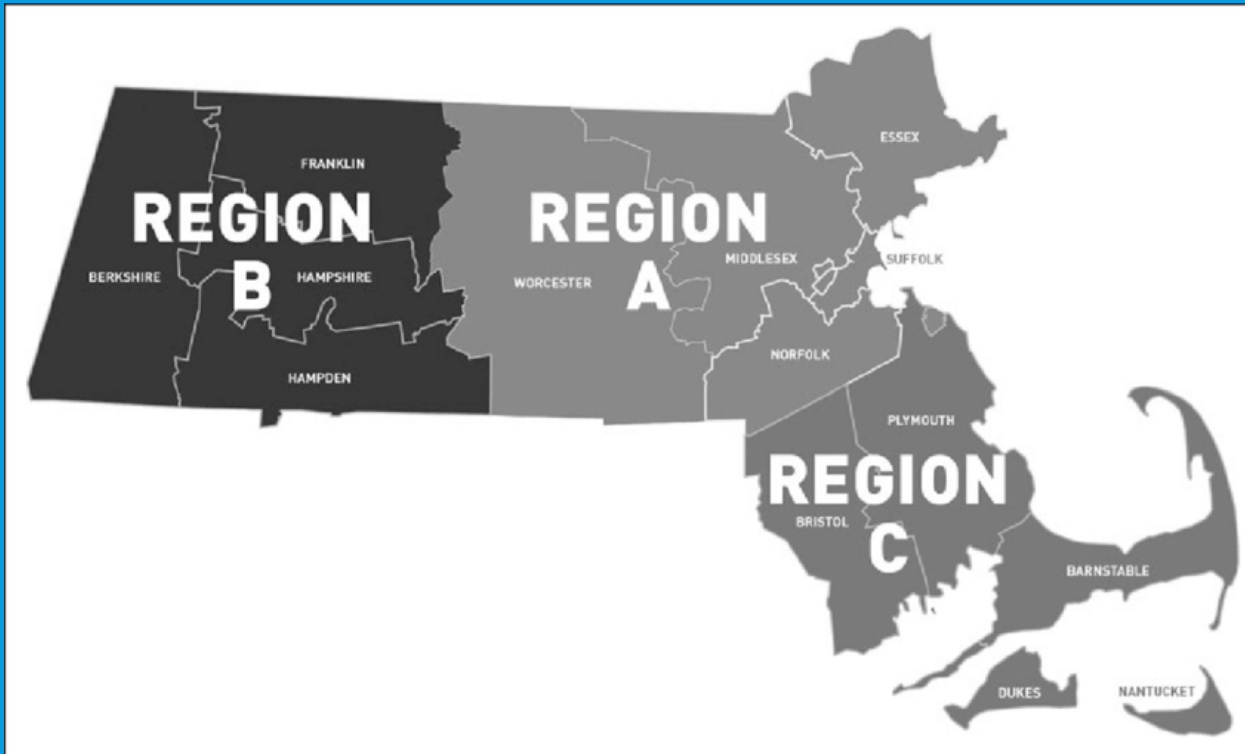 ESSEX
FRANKLIN
REGION
B
BERKSHIRE
HAMPSHIRE
HAMPDEN
REGION
A
WORCESTER
MIDDLESEX
SUFFOLK
NORFOLK
PLYMOUTH
REGION
C
BRISTOL
BARNSTABLE
DUKES
NANTUCKET